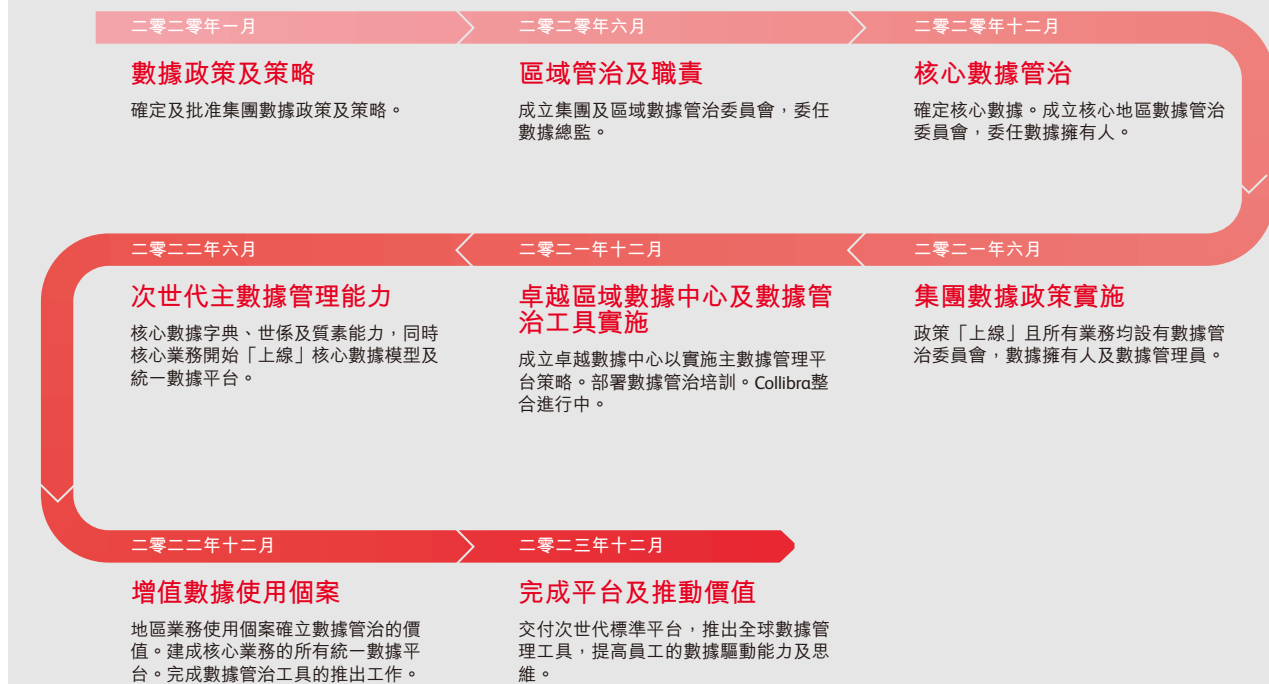 二零二零年一月
數據政策及策略
確定及批准集團數據政策及策略。
二零二零年六月
區域管治及職責
成立集團及區域數據管治委員會，委任
數據總監。
二零二零年十二月
核心數據管治
確定核心數據。成立核心地區數據管治
委員會，委任數據擁有人。
二零二一年六月
集團數據政策實施
政策「上線」且所有業務均設有數據管
治委員會，數據擁有人及數據管理員。
二零二一年十二月
卓越區域數據中心及數據管
治工具實施
成立卓越數據中心以實施主數據管理平
台策略。部署數據管治培訓。Collibra整
合進行中。
二零二二年六月
次世代主數據管理能力
核心數據字典、世係及質素能力，同時
核心業務開始「上線」核心數據模型及
統一數據平台。
二零二二年十二月
增值數據使用個案
地區業務使用個案確立數據管治的價
值。建成核心業務的所有統一數據平
台。完成數據管治工具的推出工作。
二零二三年十二月
完成平台及推動價值
交付次世代標準平台，推出全球數據管
理工具，提高員工的數據驅動能力及思
維。